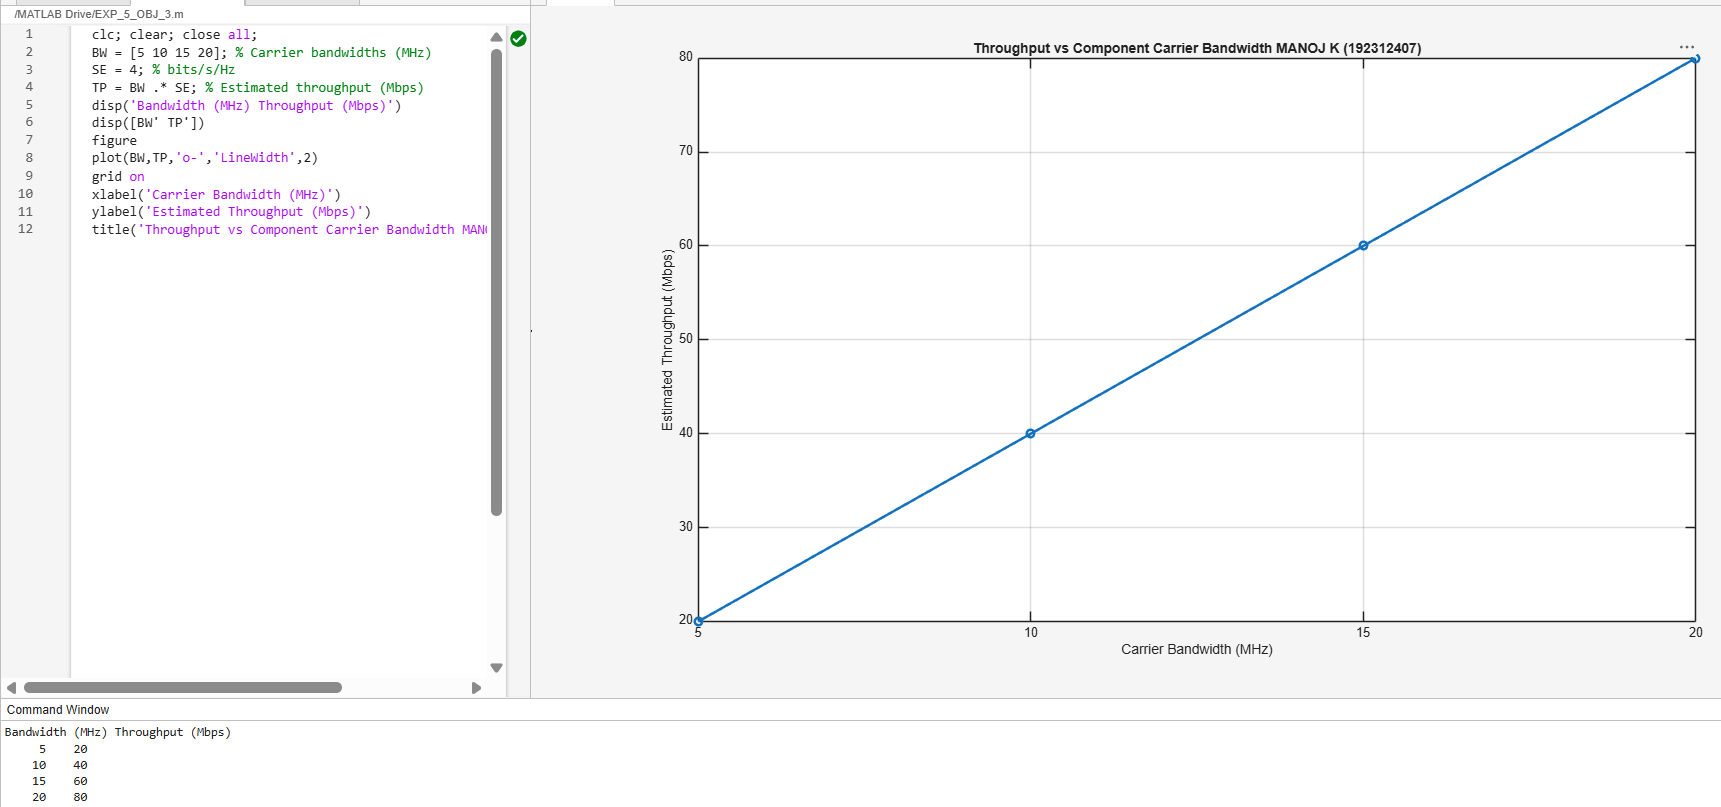 /MATLAB Drive/EXP_5_OBJ_3.m
1 clc; clear; close all;
2 BW = [5 10 15 20]; % Carrier bandwidths (MHz)
3 SE = 4; % bits/s/Hz
4 TP = BW .* SE; % Estimated throughput (Mbps)
5 disp('Bandwidth (MHz) Throughput (Mbps)')
6 disp([BW' TP'])
7 figure
8 plot(BW,TP,'o-','LineWidth',2)
9 grid on
10 xlabel('Carrier Bandwidth (MHz)')
11 ylabel('Estimated Throughput (Mbps)')
12 title('Throughput vs Component Carrier Bandwidth MAN
Throughput vs Component Carrier Bandwidth MANOJ K (192312407)
80
70
60
50
40
30
20
Estimated Throughput (Mbps)
5 10 15 20
Carrier Bandwidth (MHz)
Command Window
Bandwidth (MHz) Throughput (Mbps)
5 20
10 40
15 60
20 80